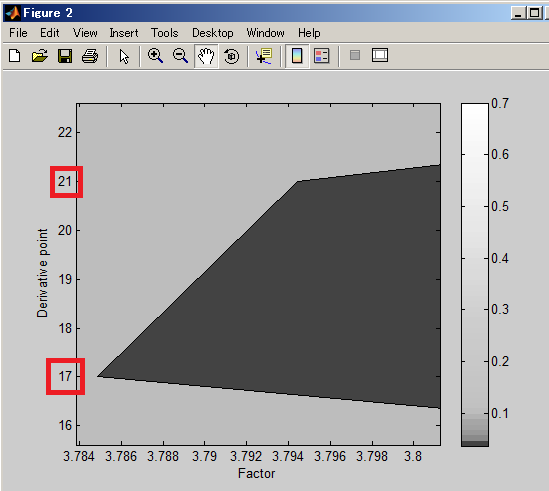 Figure 2
File Edit View Insert Tools Desktop Window Help
Derivative point
22
21
20
19
18
17
16
3.784 3.786 3.788 3.79 3.792 3.794 3.796 3.798 3.8
Factor
0.7
0.6
0.5
0.4
0.3
0.2
0.1